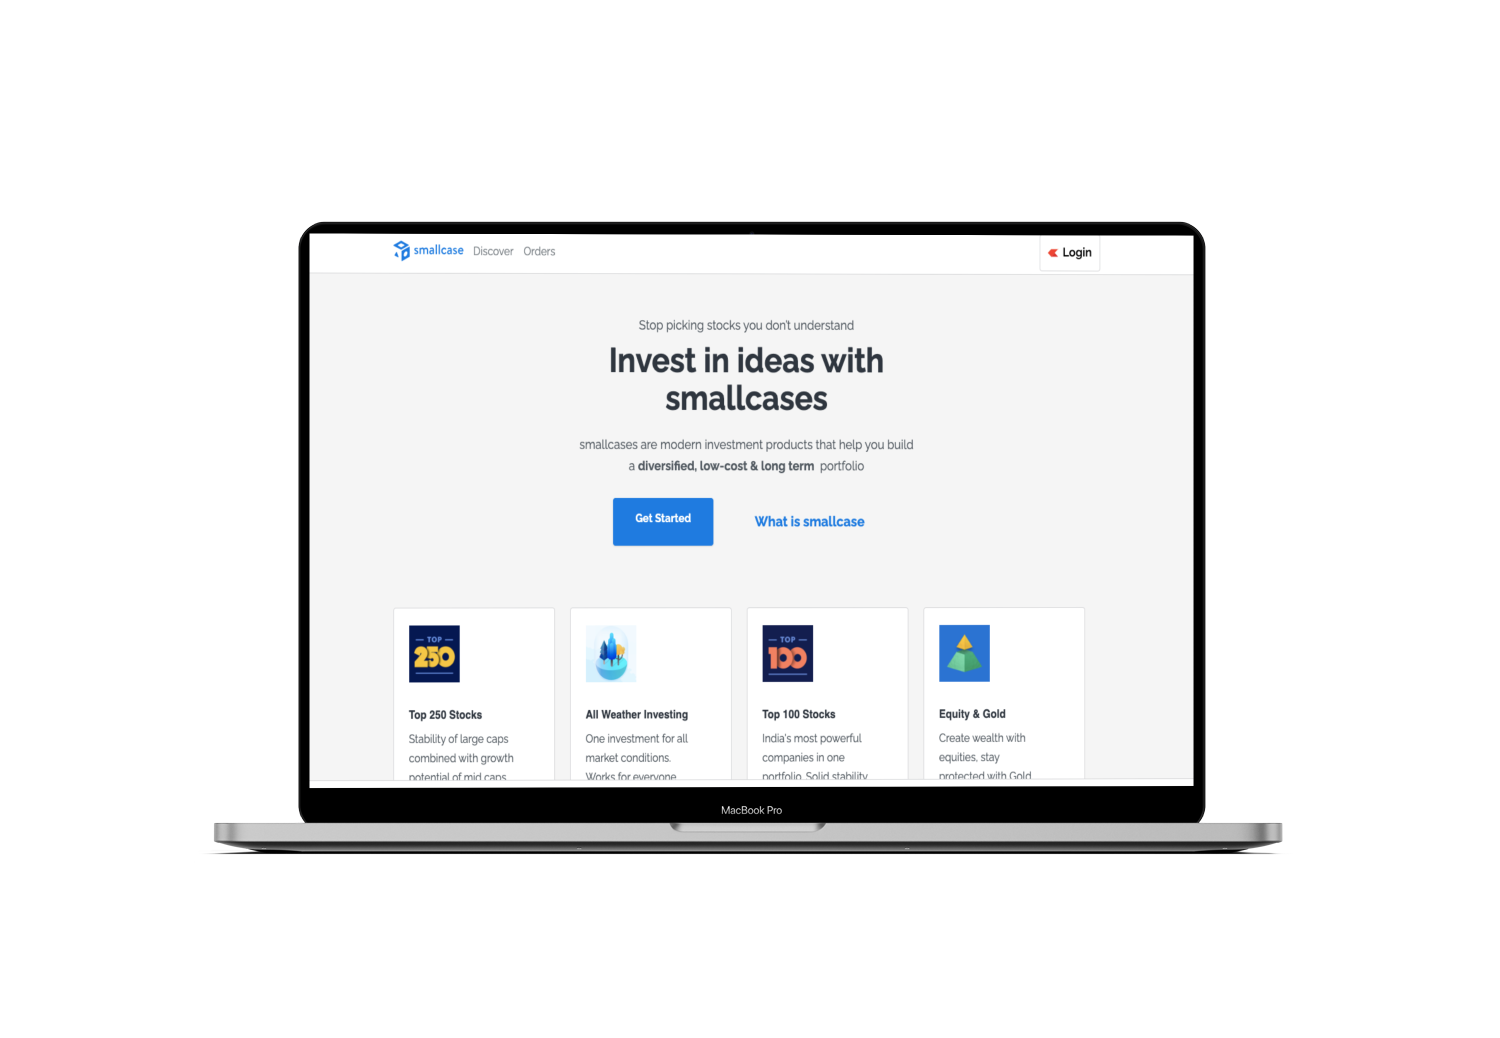 smallcase Discover Orders Login
Stop picking stocks you don't understand
Invest in ideas with
smallcases
smallcases are modern investment products that help you build
a diversified, low-cost & long term portfolio
Get Started What is smallcase
TOP
250
Top 250 Stocks
Stability of large caps
combined with growth
potential of mid caps
All Weather Investing
One investment for all
market conditions.
Works for everyone
TOP
100
Top 100 Stocks
India's most powerful
companies in one
portfolio. Solid stability
Equity & Gold
Create wealth with
equities, stay
protected with Gold
MacBook Pro